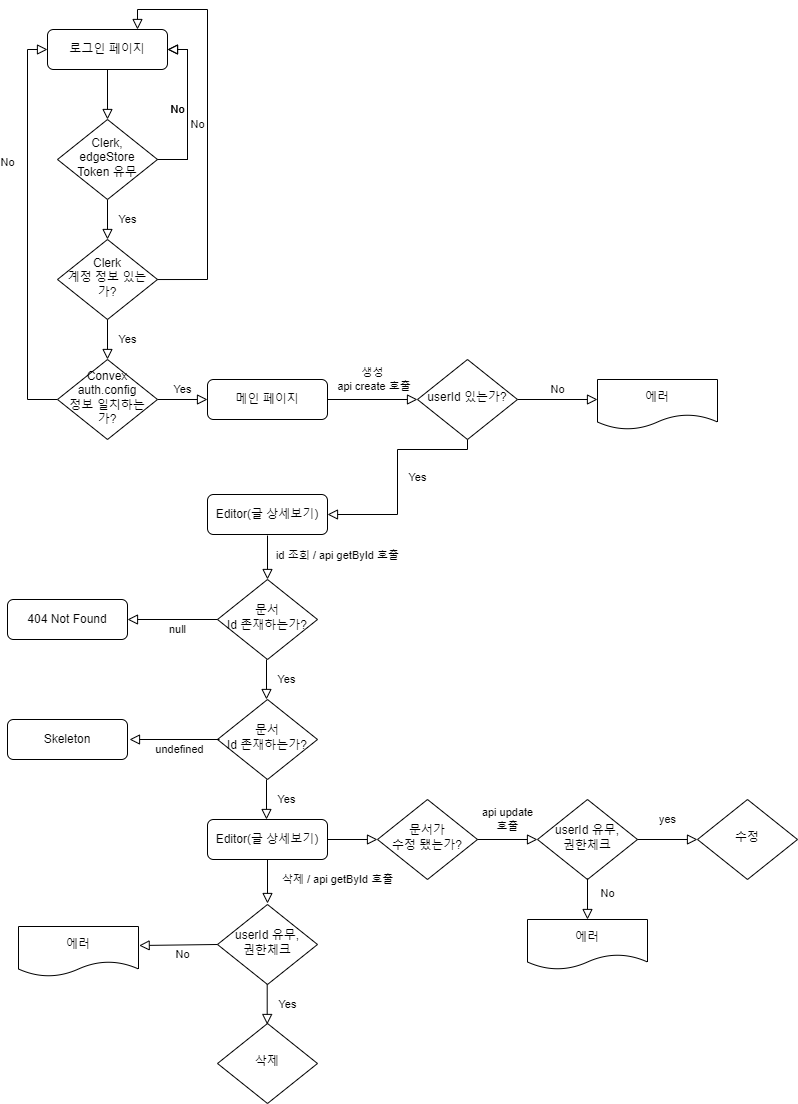 로그인 페이지
No
No
No
Clerk,
edgeStore
Token 유무
Yes
Clerk
계정 정보 있는
가?
Yes
Convex
auth.config
정보 일치하는
가?
Yes
메인 페이지
생성
api create 호출
userId 있는가?
No
에러
Yes
Editor(글 상세보기)
id 조회 / api getById 호출
문서
Id 존재하는가?
null
404 Not Found
Yes
문서
Id 존재하는가?
undefined
Skeleton
Yes
Editor(글 상세보기)
문서가
수정 됐는가?
api update
호출
userId 유무,
권한체크
yes
수정
No
에러
삭제 / api getById 호출
userId 유무,
권한체크
No
에러
Yes
삭제